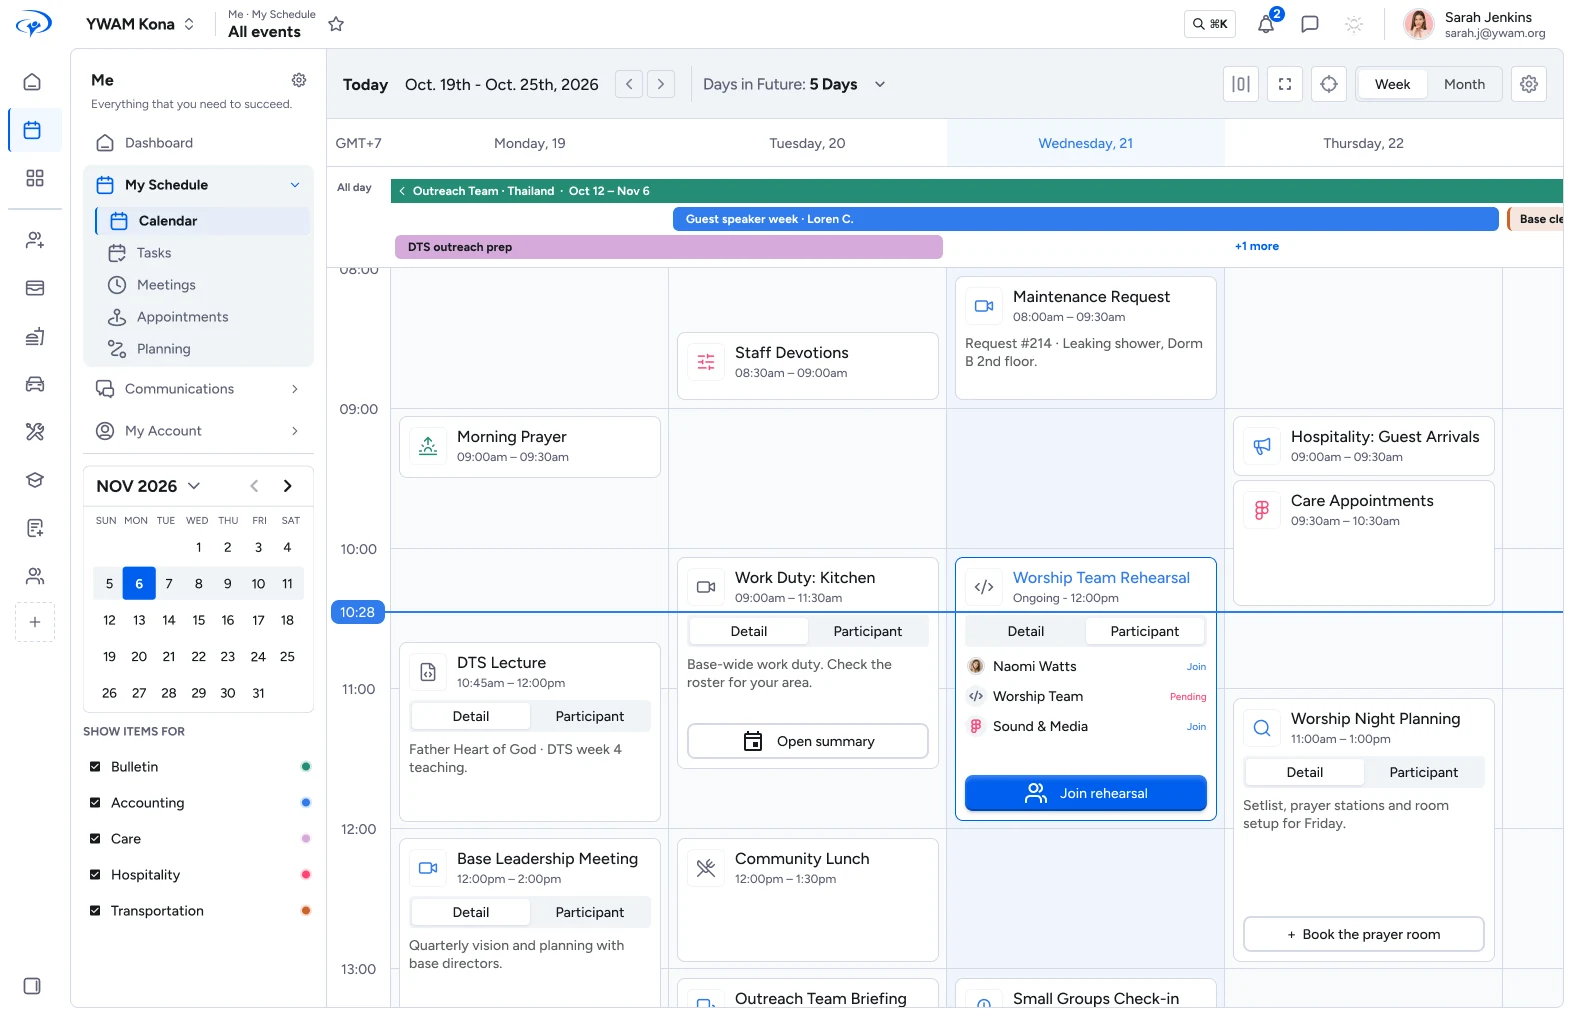 YWAM Kona
Me · My Schedule
All events
⌘K
2
Sarah Jenkins
sarah.j@ywam.org
Me
Everything that you need to succeed.
Dashboard
My Schedule
Calendar
Tasks
Meetings
Appointments
Planning
Communications
My Account
NOV 2026
SUN MON TUE WED THU FRI SAT
1 2 3 4
5 6 7 8 9 10 11
12 13 14 15 16 17 18
19 20 21 22 23 24 25
26 27 28 29 30 31
SHOW ITEMS FOR
Bulletin
Accounting
Care
Hospitality
Transportation
Today
Oct. 19th - Oct. 25th, 2026
Days in Future: 5 Days
Week
Month
GMT+7
Monday, 19
Tuesday, 20
Wednesday, 21
Thursday, 22
All day
Outreach Team · Thailand · Oct 12 – Nov 6
Guest speaker week · Loren C.
Base cle
DTS outreach prep
+1 more
08:00
09:00
10:00
10:28
11:00
12:00
13:00
Morning Prayer
09:00am – 09:30am
DTS Lecture
10:45am – 12:00pm
Detail
Participant
Father Heart of God · DTS week 4
teaching.
Base Leadership Meeting
12:00pm – 2:00pm
Detail
Participant
Quarterly vision and planning with
base directors.
Staff Devotions
08:30am – 09:00am
Work Duty: Kitchen
09:00am – 11:30am
Detail
Participant
Base-wide work duty. Check the
roster for your area.
Open summary
Community Lunch
12:00pm – 1:30pm
Outreach Team Briefing
Maintenance Request
08:00am – 09:30am
Request #214 · Leaking shower, Dorm
B 2nd floor.
Worship Team Rehearsal
Ongoing - 12:00pm
Detail
Participant
Naomi Watts
Join
Worship Team
Pending
Sound & Media
Join
Join rehearsal
Small Groups Check-in
Hospitality: Guest Arrivals
09:00am – 09:30am
Care Appointments
09:30am – 10:30am
Worship Night Planning
11:00am – 1:00pm
Detail
Participant
Setlist, prayer stations and room
setup for Friday.
+ Book the prayer room